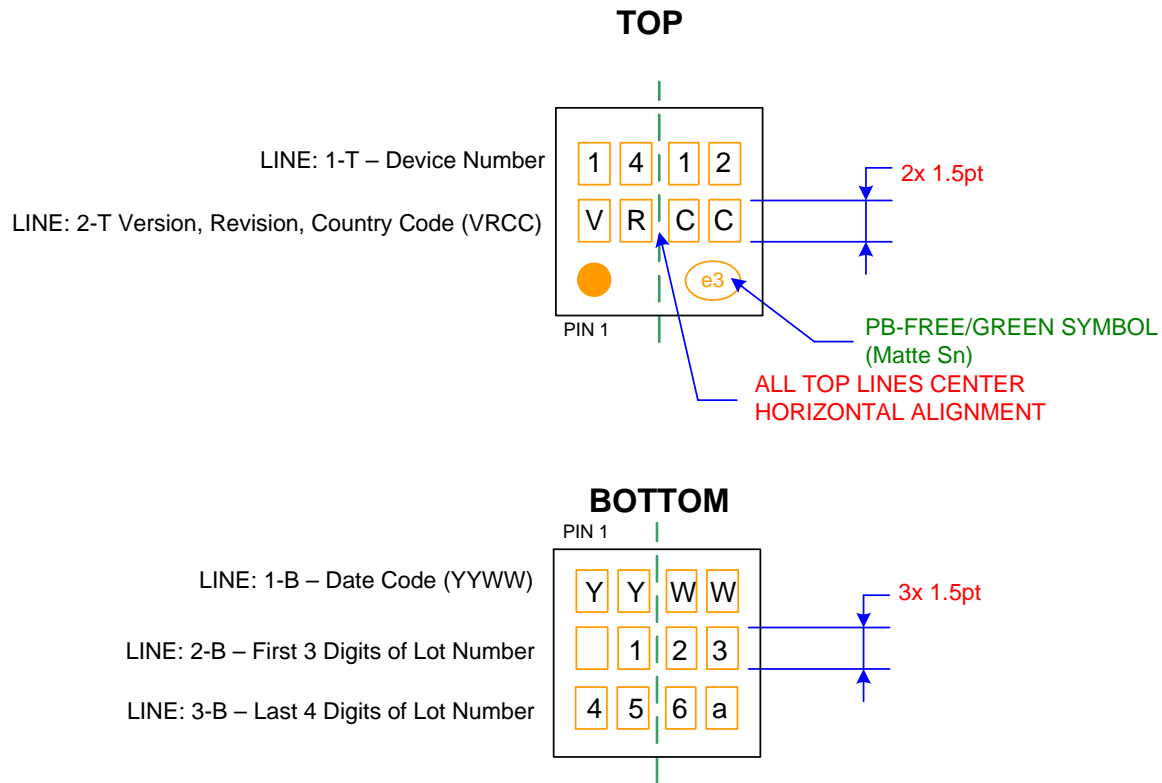 TOP
LINE: 1-T – Device Number
1 4 1 2
2x 1.5pt
LINE: 2-T Version, Revision, Country Code (VRCC)
V R C C
e3
PIN 1
PB-FREE/GREEN SYMBOL
(Matte Sn)
ALL TOP LINES CENTER
HORIZONTAL ALIGNMENT
BOTTOM
PIN 1
LINE: 1-B – Date Code (YYWW)
Y Y W W
3x 1.5pt
LINE: 2-B – First 3 Digits of Lot Number
1 2 3
LINE: 3-B – Last 4 Digits of Lot Number
4 5 6 a